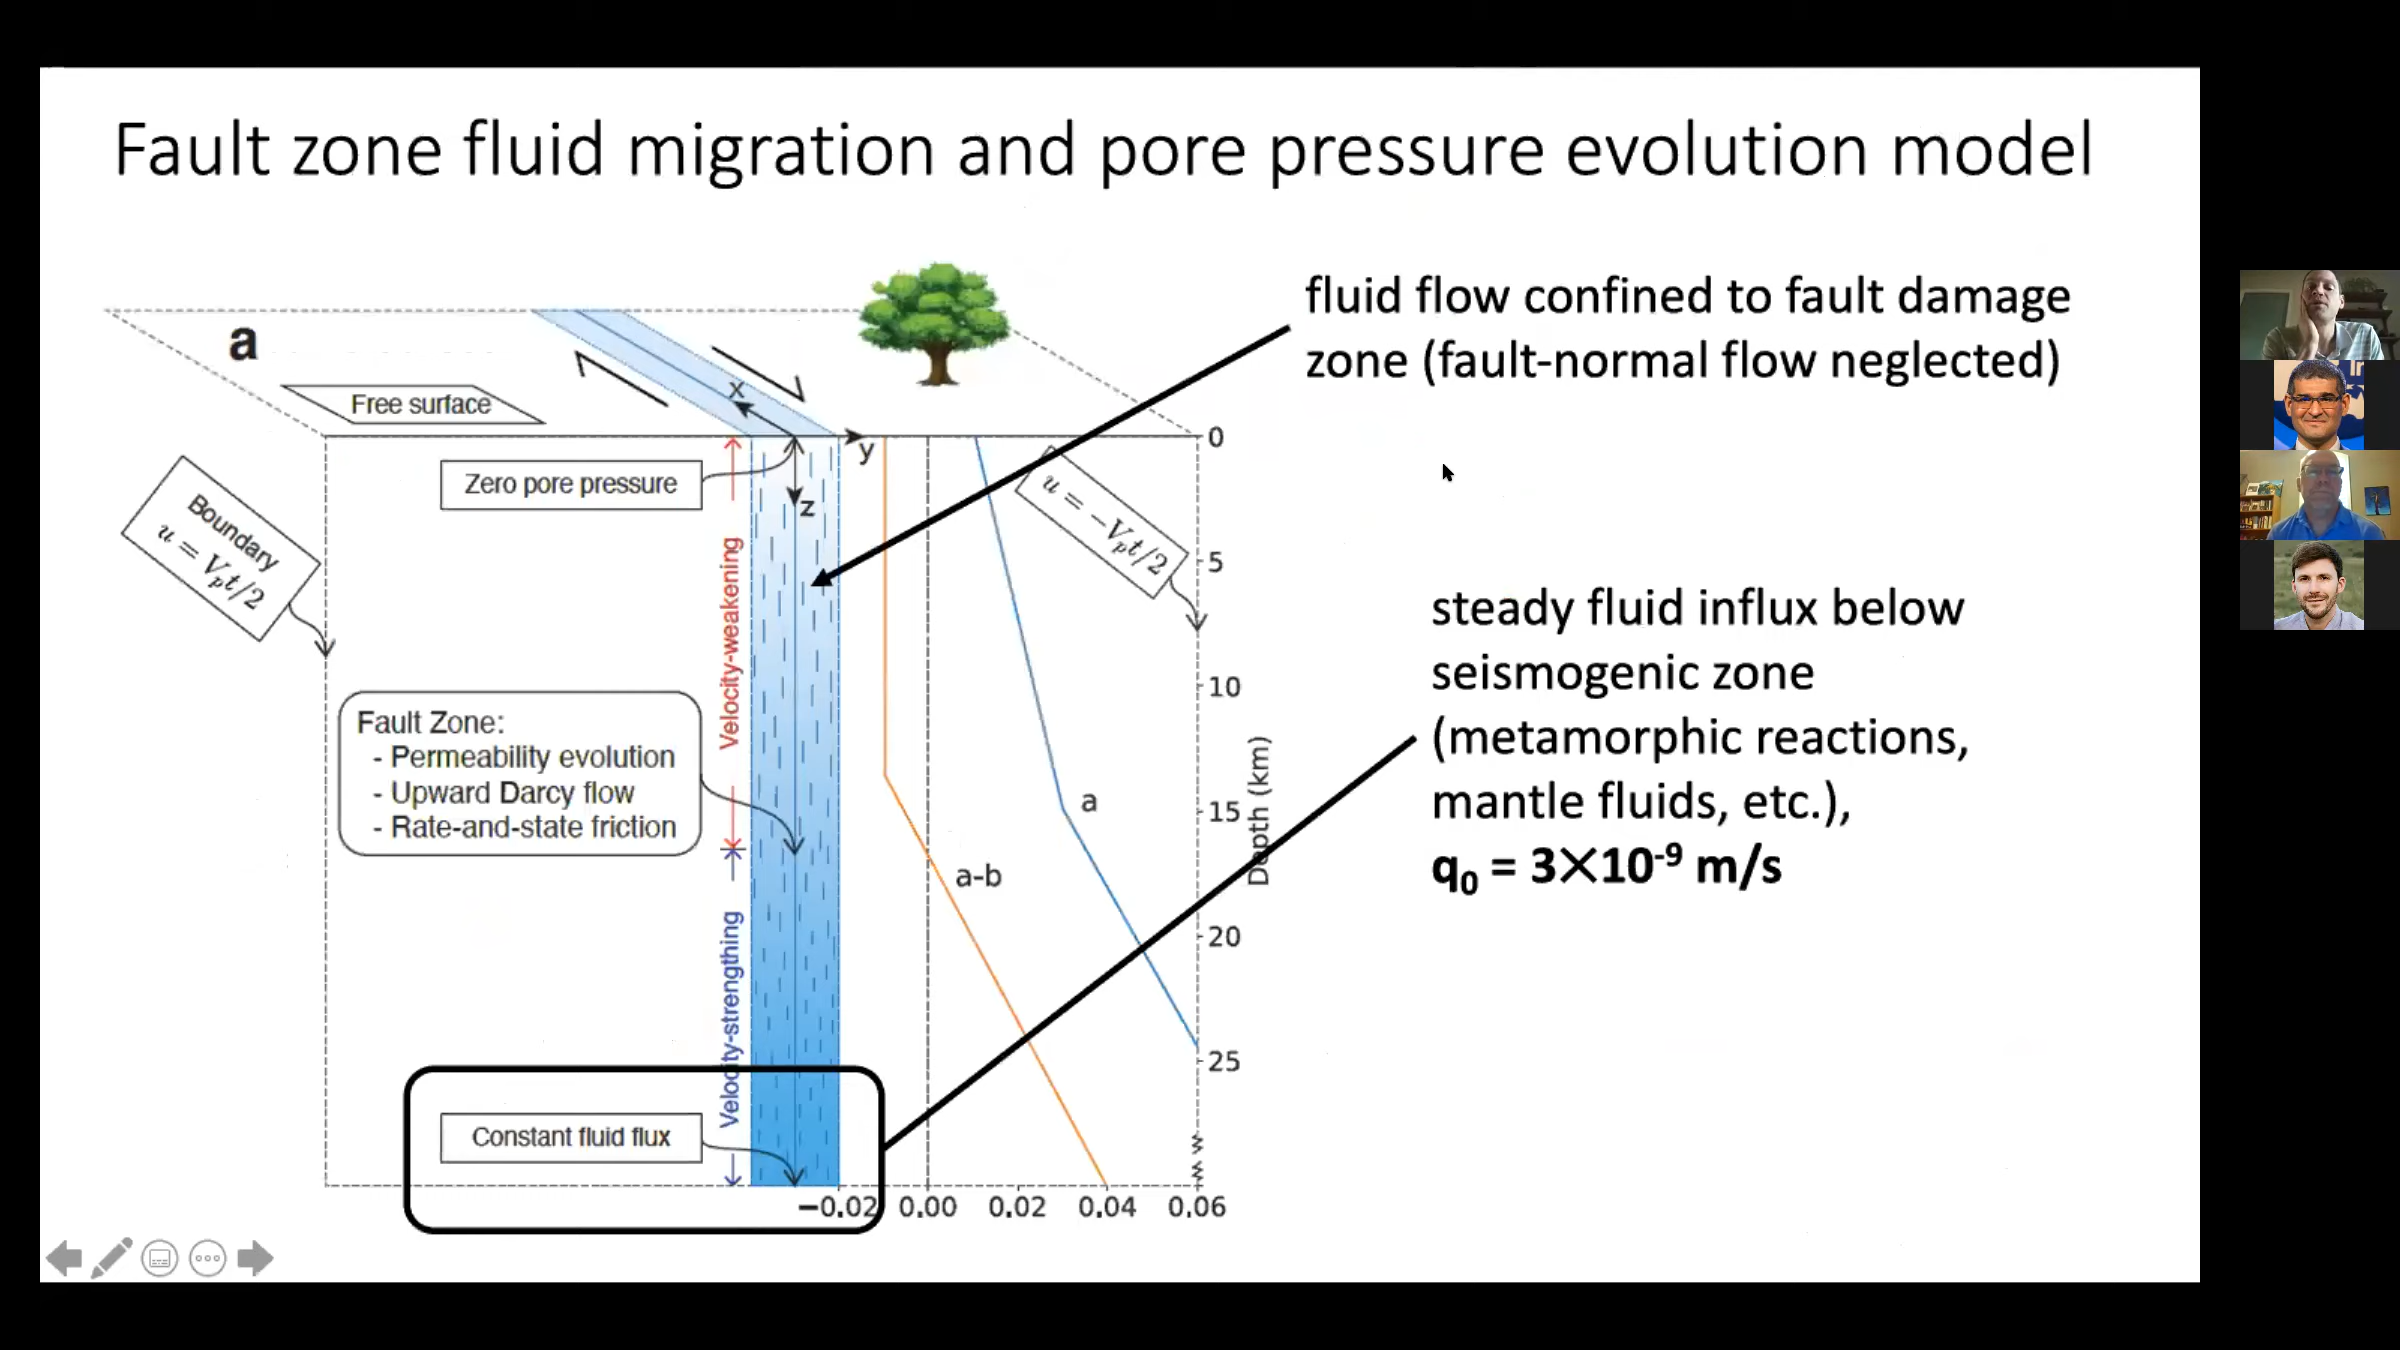 Fault zone fluid migration and pore pressure evolution model
a
Free surface
x
y
z
Zero pore pressure
Boundary
u = Vₚt/2
u = −Vₚt/2
Velocity-weakening
Velocity-strengthing
Fault Zone:
- Permeability evolution
- Upward Darcy flow
- Rate-and-state friction
Constant fluid flux
a
a-b
0
5
10
15
20
25
Depth (km)
−0.02 0.00 0.02 0.04 0.06
fluid flow confined to fault damage
zone (fault-normal flow neglected)
steady fluid influx below
seismogenic zone
(metamorphic reactions,
mantle fluids, etc.),
q₀ = 3×10⁻⁹ m/s